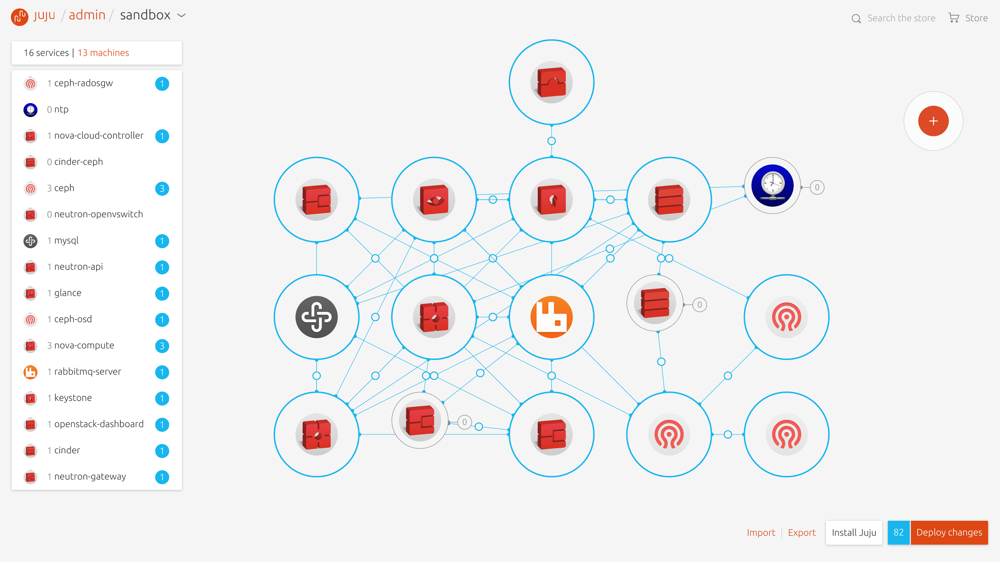 juju / admin / sandbox
Search the store
Store
16 services | 13 machines
1 ceph-radosgw 1
0 ntp
1 nova-cloud-controller 1
0 cinder-ceph
3 ceph 3
0 neutron-openvswitch
1 mysql 1
1 neutron-api 1
1 glance 1
1 ceph-osd 1
3 nova-compute 3
1 rabbitmq-server 1
1 keystone 1
1 openstack-dashboard 1
1 cinder 1
1 neutron-gateway 1
+
0
0
0
Import | Export
Install Juju
82 Deploy changes